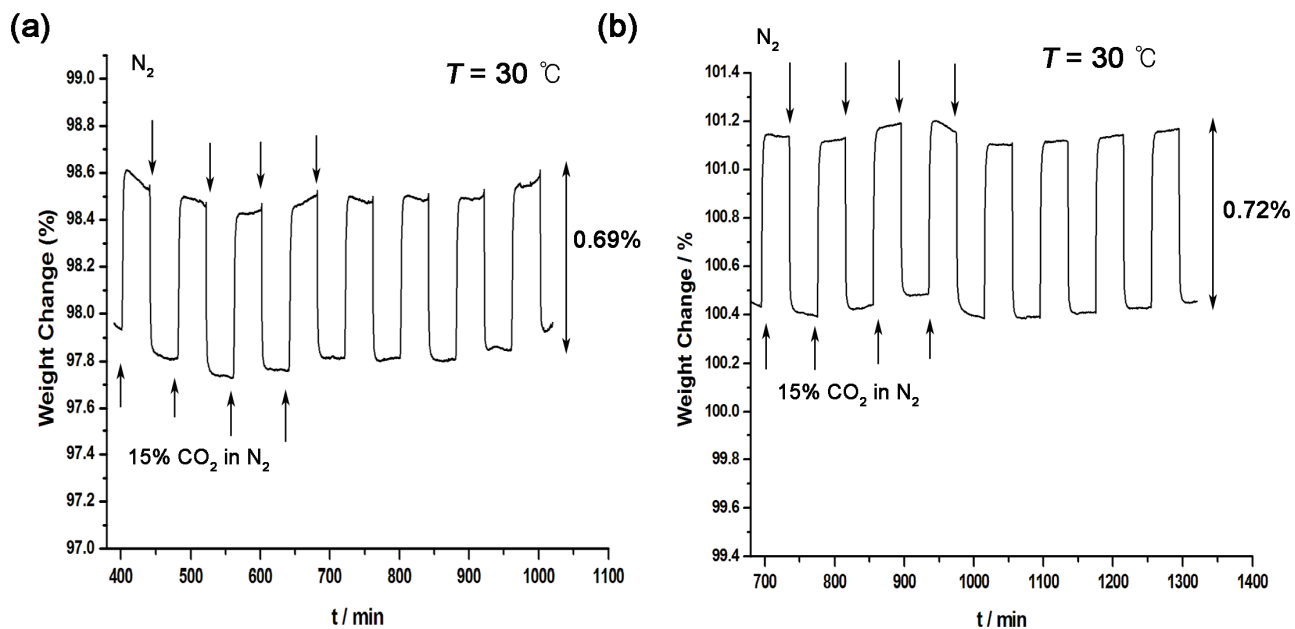 (a)
N₂
T = 30 ℃
99.0
98.8
98.6
98.4
98.2
98.0
97.8
97.6
97.4
97.2
97.0
Weight Change (%)
0.69%
15% CO₂ in N₂
400 500 600 700 800 900 1000 1100
t / min
(b)
N₂
T = 30 ℃
101.4
101.2
101.0
100.8
100.6
100.4
100.2
100.0
99.8
99.6
99.4
Weight Change / %
0.72%
15% CO₂ in N₂
700 800 900 1000 1100 1200 1300 1400
t / min